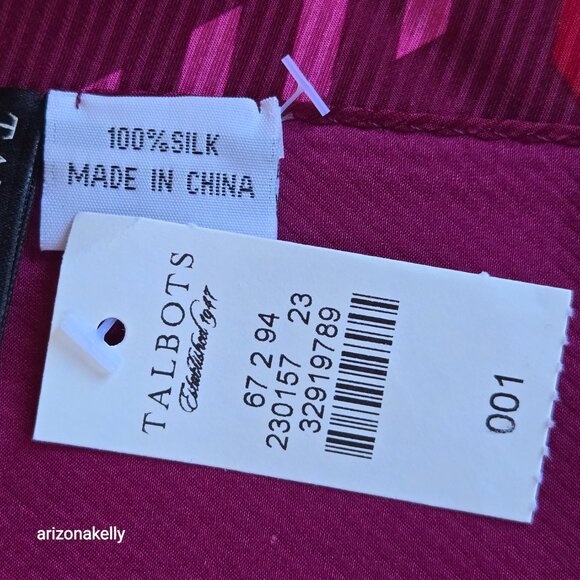 100%SILK
MADE IN CHINA
TALBOTS
Established 1947
67 2 94
230157 23
32919789
001
arizonakelly